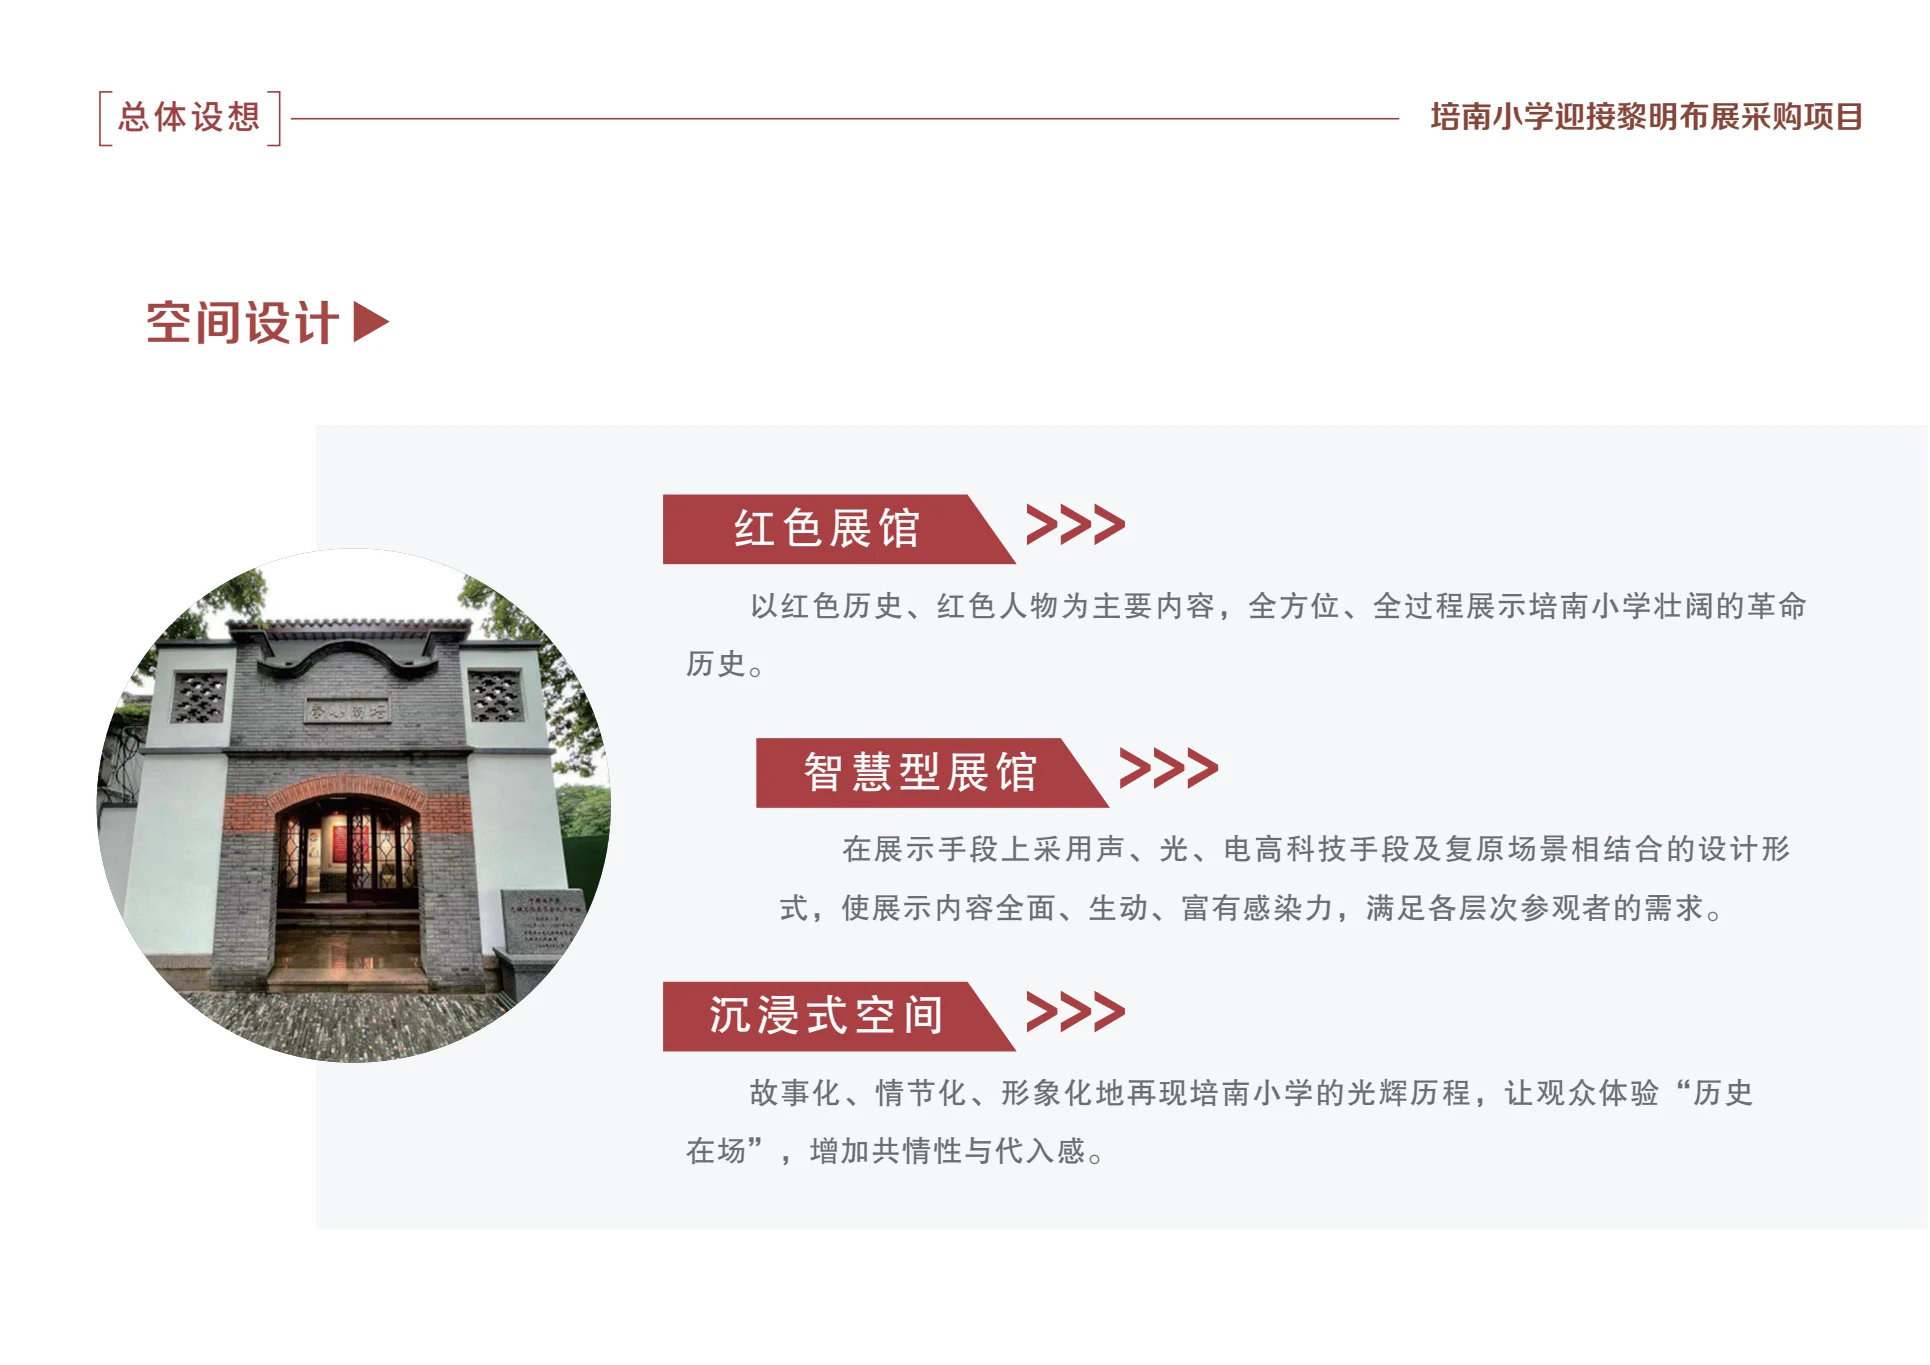 总体设想
培南小学迎接黎明布展采购项目
空间设计
红色展馆
以红色历史、红色人物为主要内容，全方位、全过程展示培南小学壮阔的革命
历史。
智慧型展馆
在展示手段上采用声、光、电高科技手段及复原场景相结合的设计形
式，使展示内容全面、生动、富有感染力，满足各层次参观者的需求。
沉浸式空间
故事化、情节化、形象化地再现培南小学的光辉历程，让观众体验“历史
在场”，增加共情性与代入感。